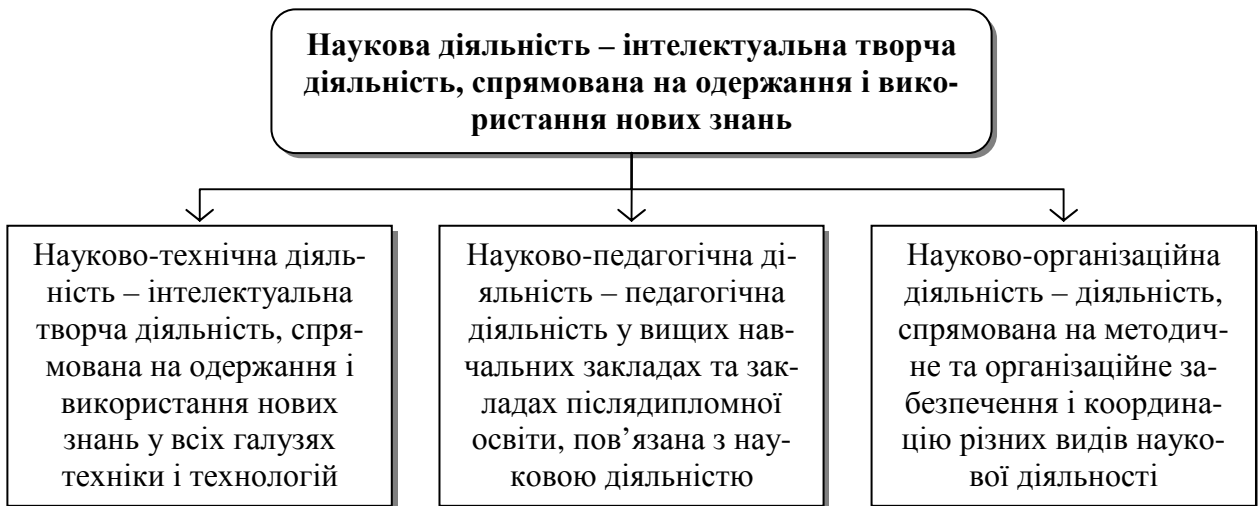 Наукова діяльність – інтелектуальна творча
діяльність, спрямована на одержання і вико-
ристання нових знань
Науково-технічна діяль-
ність – інтелектуальна
творча діяльність, спря-
мована на одержання і
використання нових
знань у всіх галузях
техніки і технологій
Науково-педагогічна ді-
яльність – педагогічна
діяльність у вищих нав-
чальних закладах та зак-
ладах післядипломної
освіти, пов’язана з нау-
ковою діяльністю
Науково-організаційна
діяльність – діяльність,
спрямована на методич-
не та організаційне за-
безпечення і координа-
цію різних видів науко-
вої діяльності